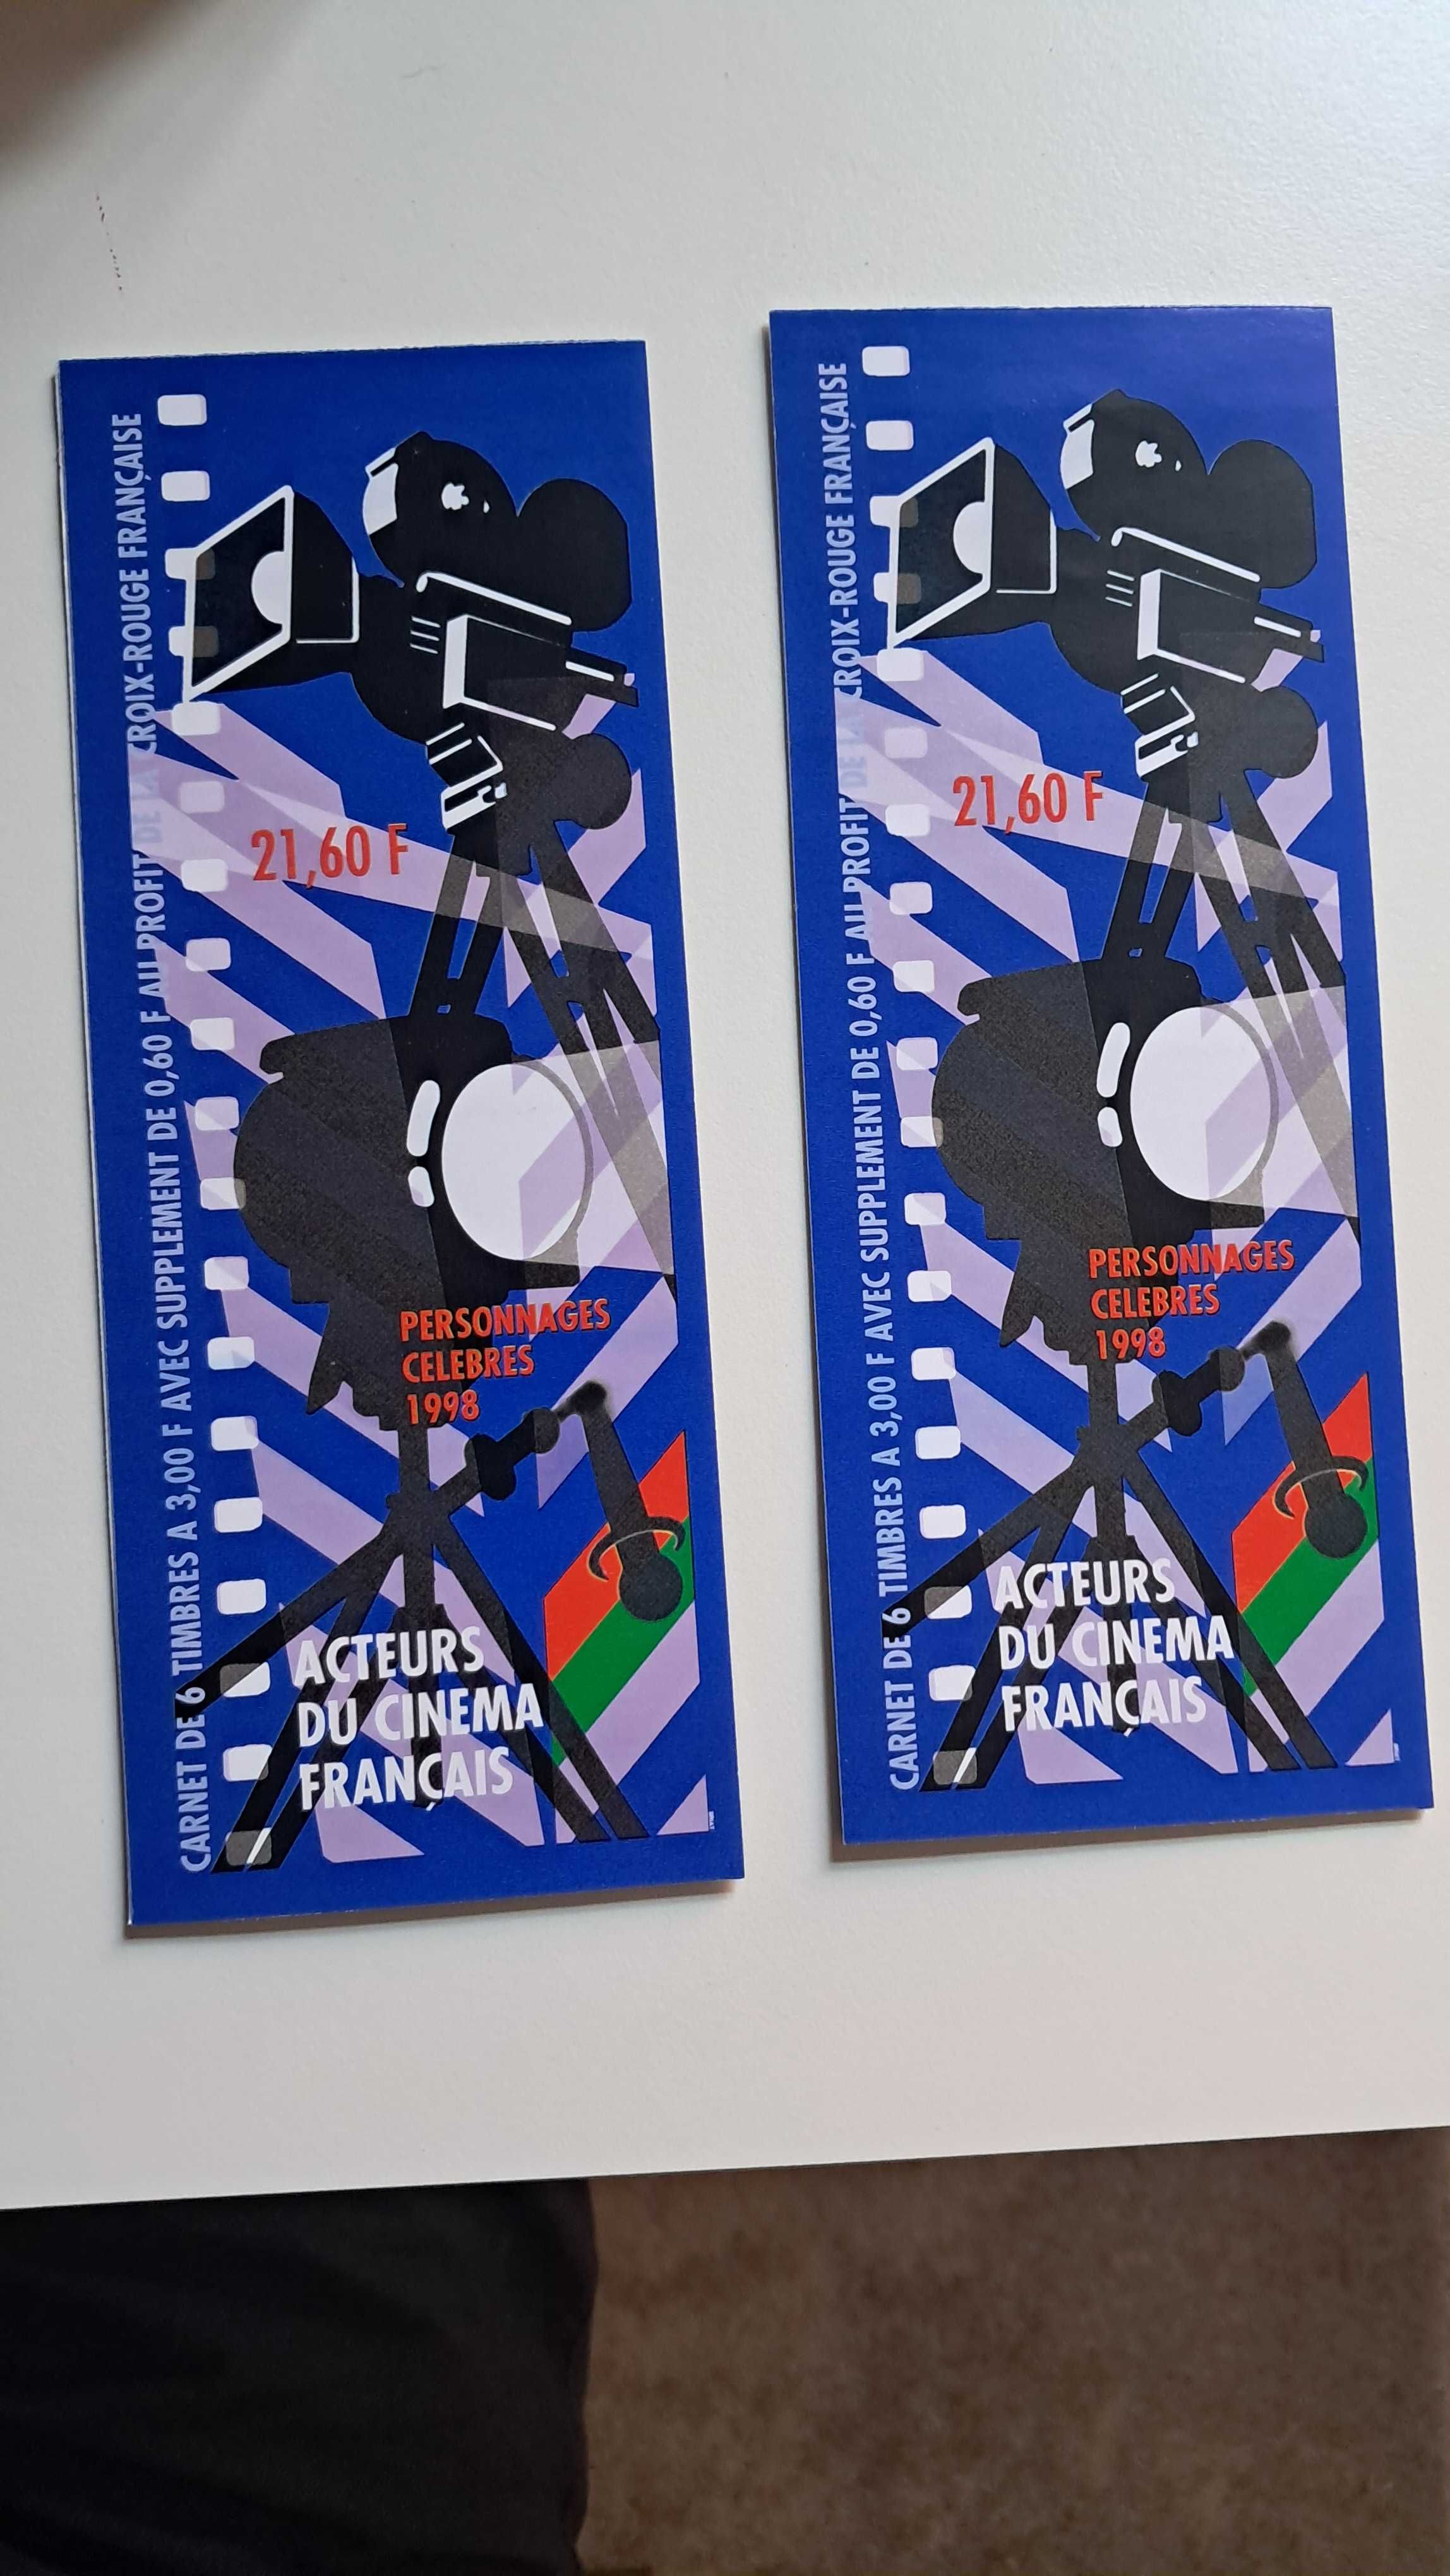 CARNET DE 6 TIMBRES A 3,00 F AVEC SUPPLEMENT DE 0,60 F AU PROFIT DE LA CROIX-ROUGE FRANÇAISE
21,60 F
PERSONNAGES
CELEBRES
1998
ACTEURS
DU CINEMA
FRANÇAIS
CARNET DE 6 TIMBRES A 3,00 F AVEC SUPPLEMENT DE 0,60 F AU PROFIT DE LA CROIX-ROUGE FRANÇAISE
21,60 F
PERSONNAGES
CELEBRES
1998
ACTEURS
DU CINEMA
FRANÇAIS